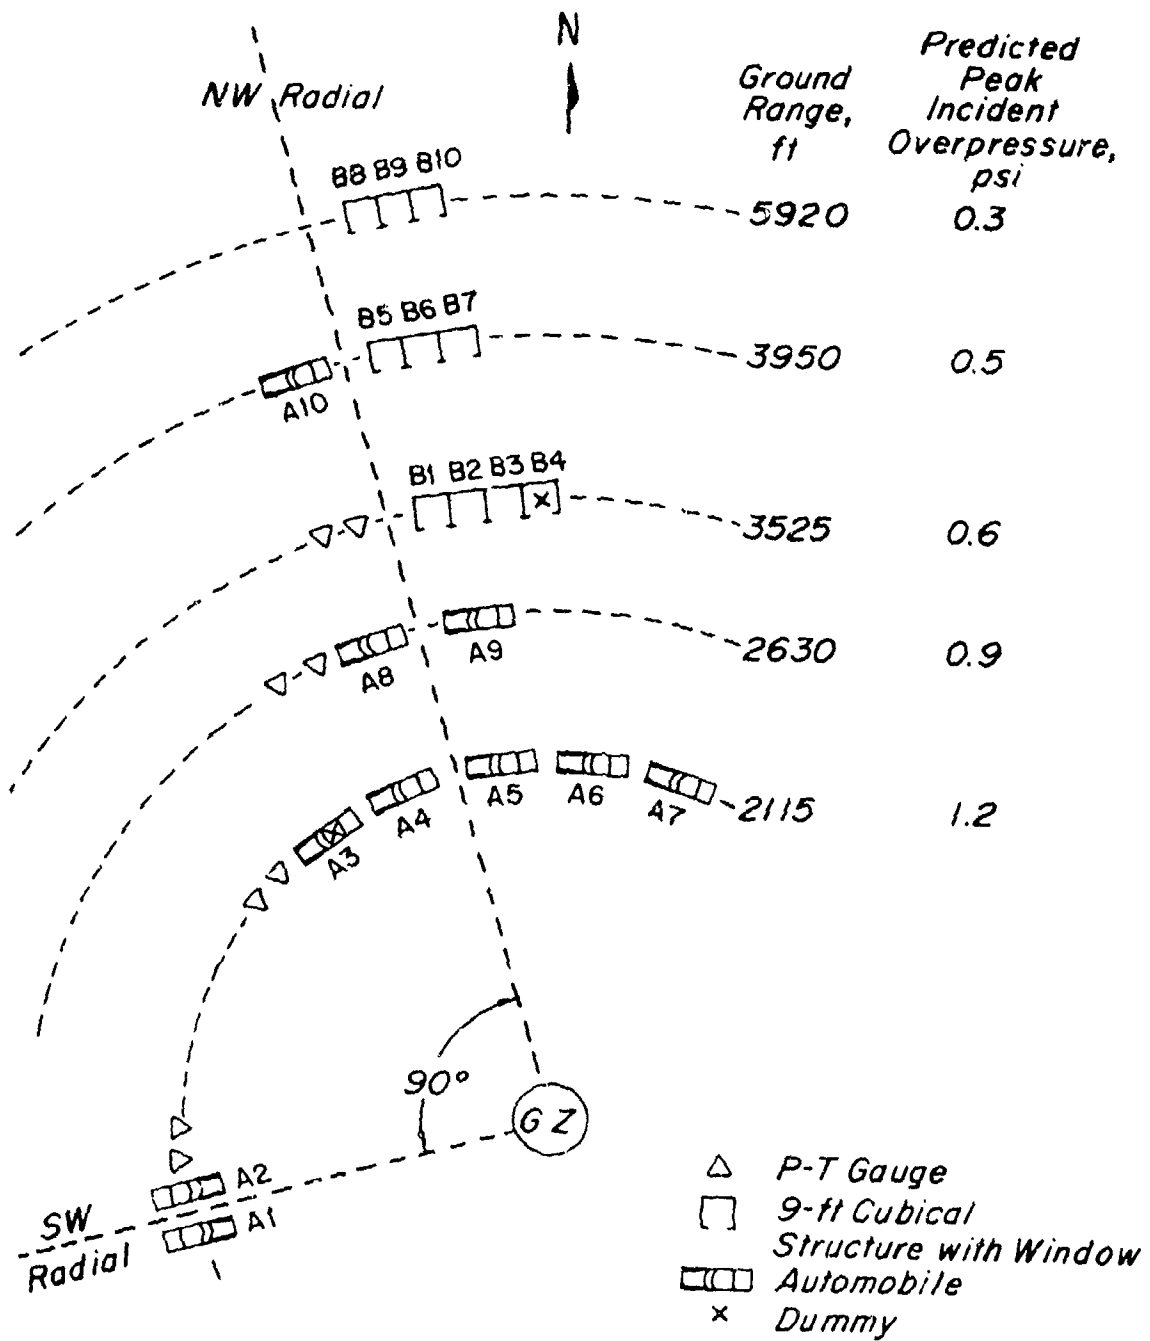 N
NW Radial
Ground
Range,
ft
Predicted
Peak
Incident
Overpressure,
psi
B8 B9 B10
5920 0.3
B5 B6 B7
3950 0.5
A10
B1 B2 B3 B4
3525 0.6
A8 A9
2630 0.9
A3 A4 A5 A6 A7
2115 1.2
90°
GZ
A2
A1
SW
Radial
P-T Gauge
9-ft Cubical
Structure with Window
Automobile
Dummy